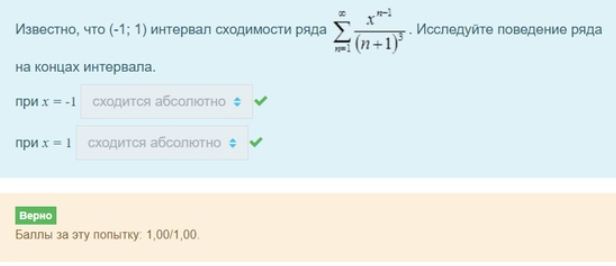 Известно, что (-1; 1) интервал сходимости ряда $\sum_{n=1}^{\infty} \frac{x^{n-1}}{(n+1)^3}$. Исследуйте поведение ряда
на концах интервала.
при x = -1 сходится абсолютно
при x = 1 сходится абсолютно
Верно
Баллы за эту попытку: 1,00/1,00.